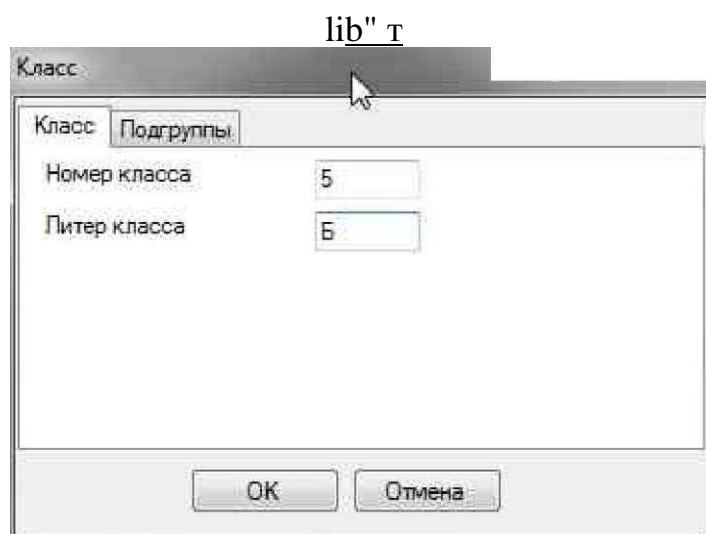 lib" т
Класс
Класс Подгруппы
Номер класса 5
Литер класса Б
OK Отмена